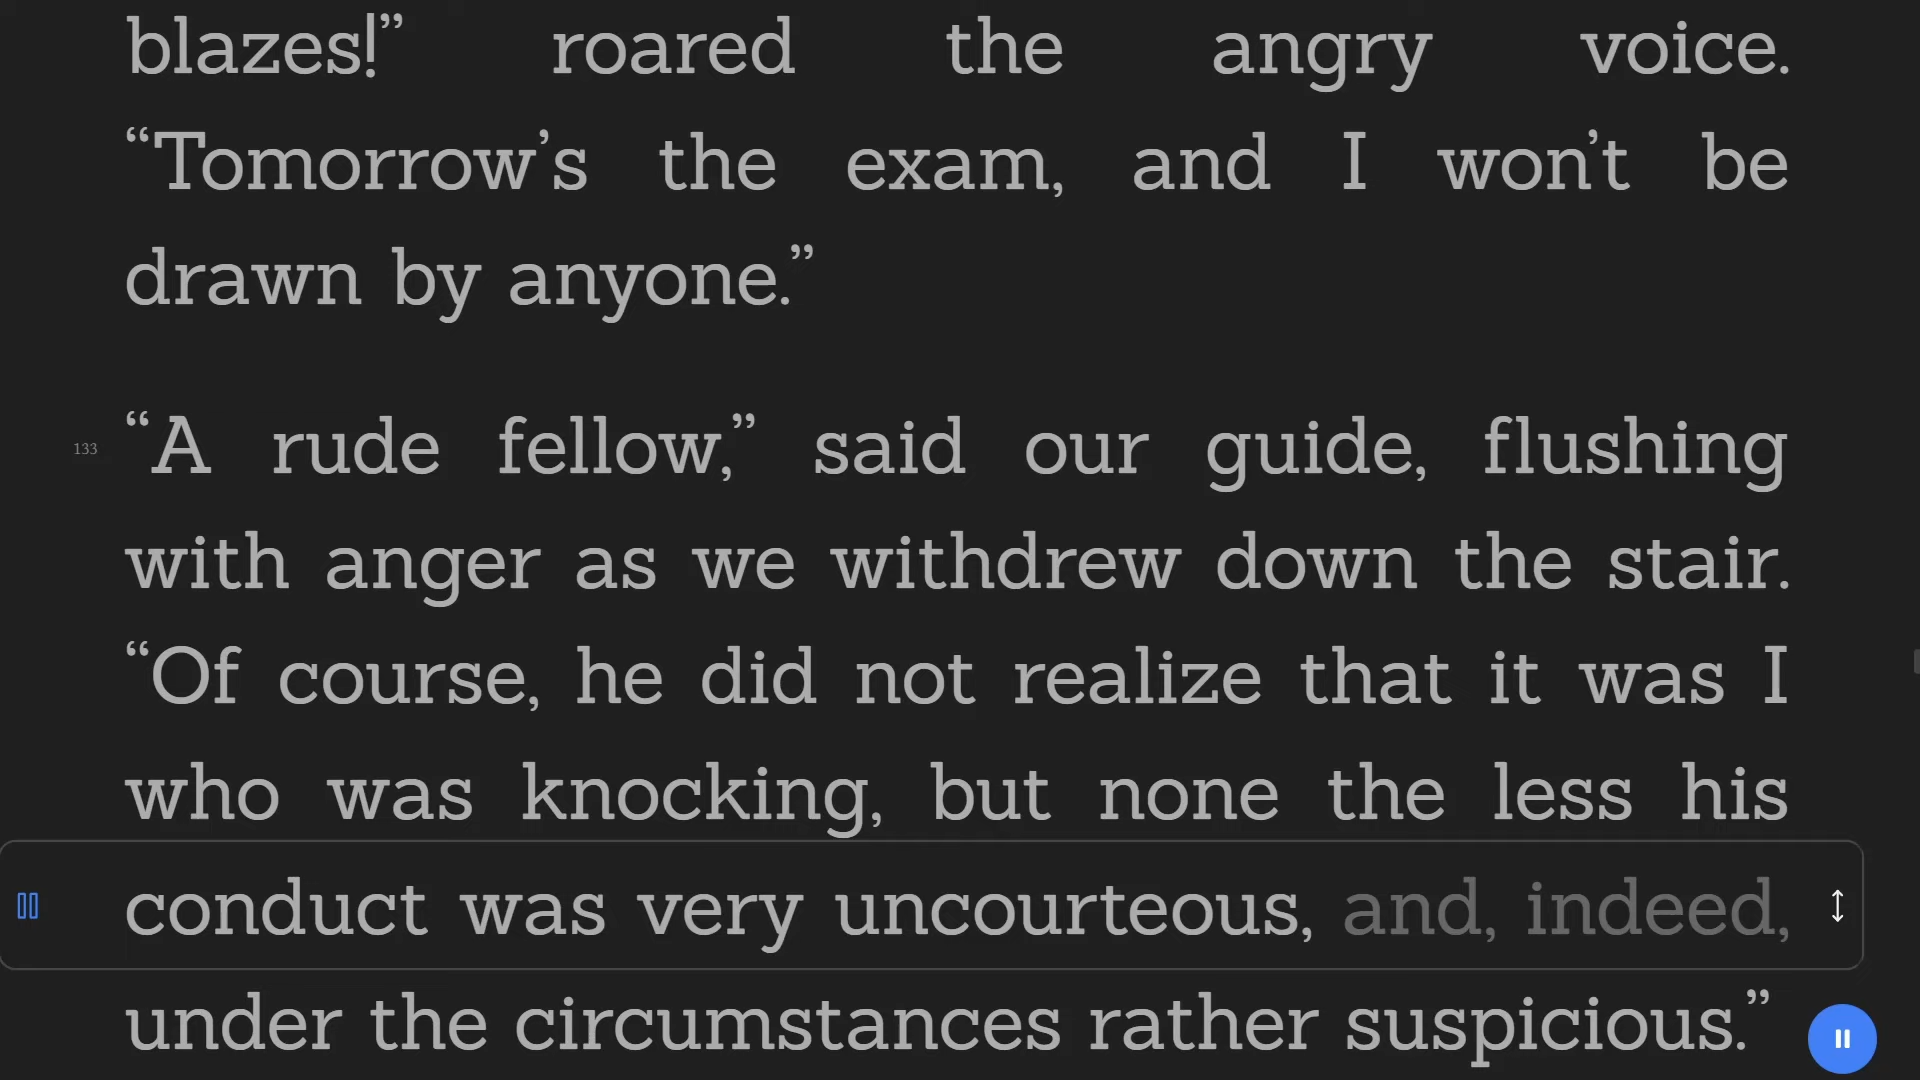 blazes!” roared the angry voice.
“Tomorrow’s the exam, and I won’t be
drawn by anyone.”
133
“A rude fellow,” said our guide, flushing
with anger as we withdrew down the stair.
“Of course, he did not realize that it was I
who was knocking, but none the less his
conduct was very uncourteous, and, indeed,
under the circumstances rather suspicious.”